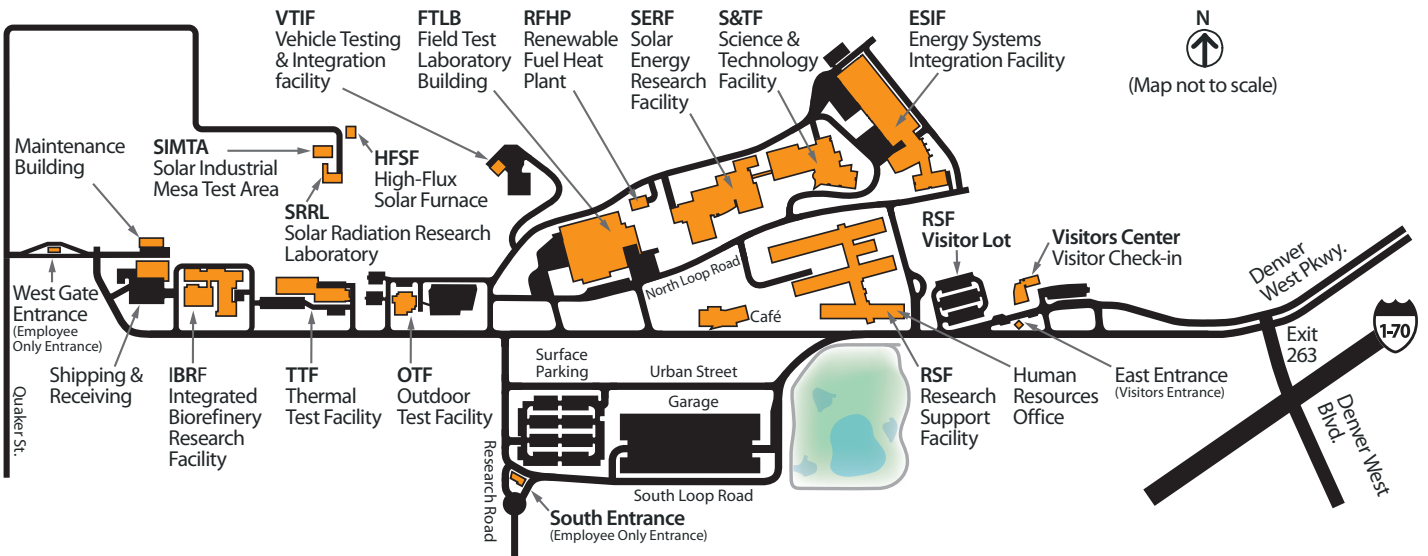 VTIF
Vehicle Testing
& Integration
facility
FTLB
Field Test
Laboratory
Building
RFHP
Renewable
Fuel Heat
Plant
SERF
Solar
Energy
Research
Facility
S&TF
Science &
Technology
Facility
ESIF
Energy Systems
Integration Facility
N
(Map not to scale)
Maintenance
Building
SIMTA
Solar Industrial
Mesa Test Area
HFSF
High-Flux
Solar Furnace
SRRL
Solar Radiation Research
Laboratory
RSF
Visitor Lot
Visitors Center
Visitor Check-in
Denver
West Pkwy.
North Loop Road
West Gate
Entrance
(Employee
Only Entrance)
Café
Exit
263
1-70
Shipping &
Receiving
IBRF
Integrated
Biorefinery
Research
Facility
TTF
Thermal
Test Facility
OTF
Outdoor
Test Facility
Surface
Parking
Urban Street
Garage
RSF
Research
Support
Facility
Human
Resources
Office
East Entrance
(Visitors Entrance)
Denver West
Blvd.
Quaker St.
Research Road
South Loop Road
South Entrance
(Employee Only Entrance)